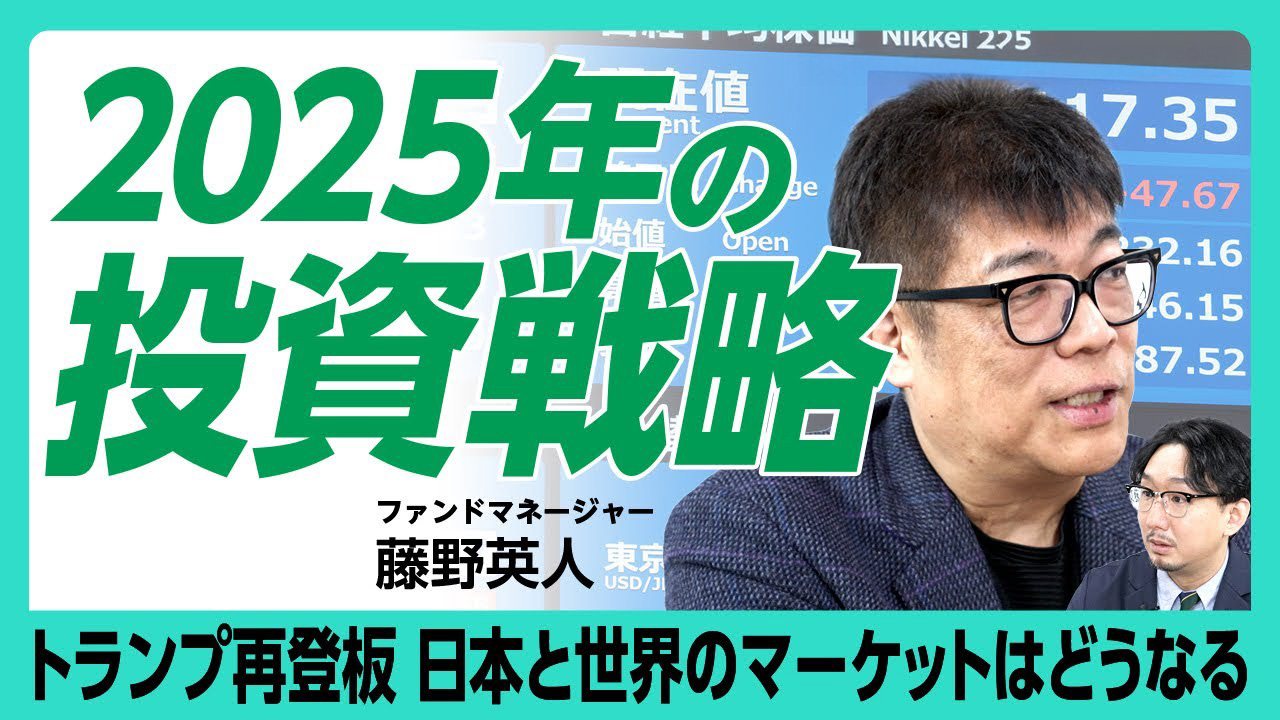 2025年の
投資戦略
ファンドマネージャー
藤野英人
トランプ再登板 日本と世界のマーケットはどうなる
Nikkei 225
17.35
47.67
Open
32.16
46.15
87.52
始値